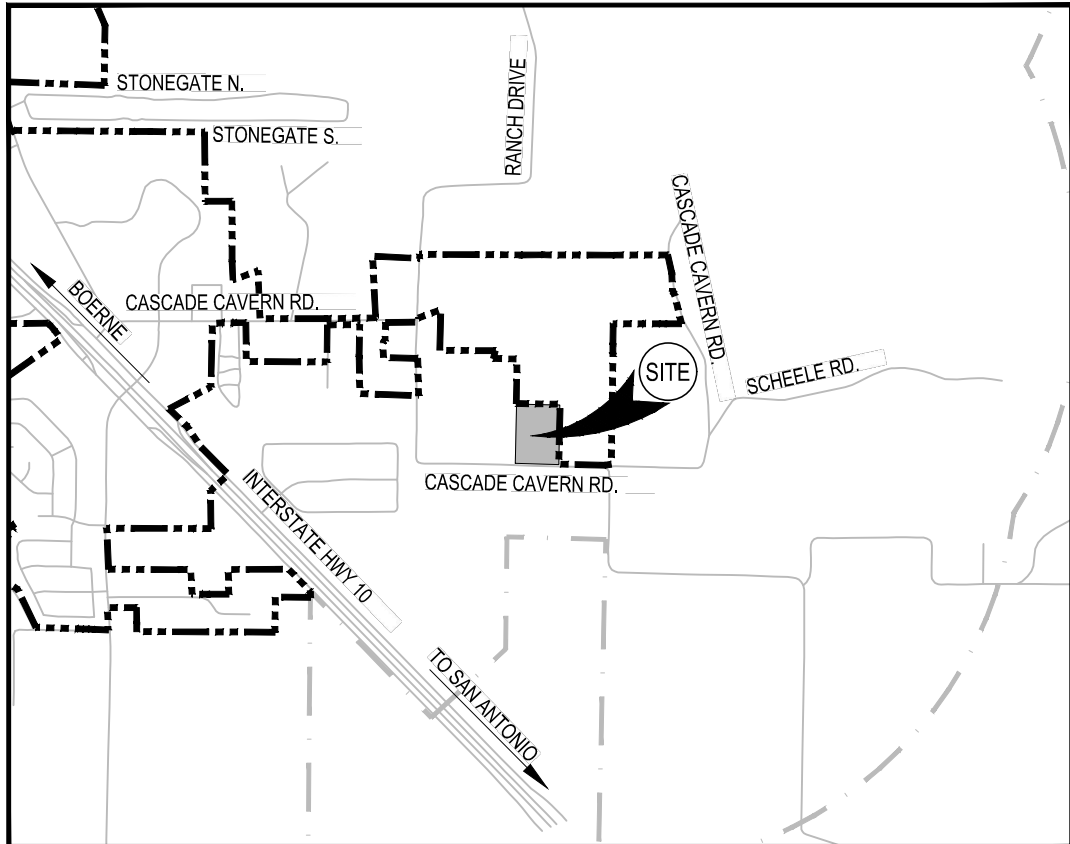 STONEGATE N.
STONEGATE S.
RANCH DRIVE
CASCADE CAVERN RD.
BOERNE
CASCADE CAVERN RD.
SITE
SCHEELE RD.
CASCADE CAVERN RD.
INTERSTATE HWY 10
TO SAN ANTONIO